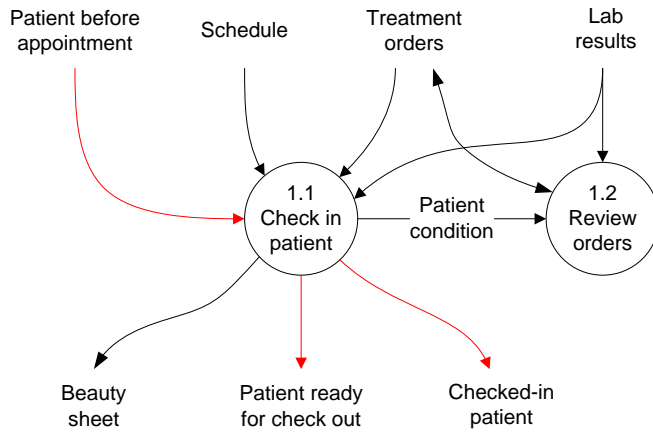 Patient before
appointment
Schedule
Treatment
orders
Lab
results
1.1
Check in
patient
Patient
condition
1.2
Review
orders
Beauty
sheet
Patient ready
for check out
Checked-in
patient